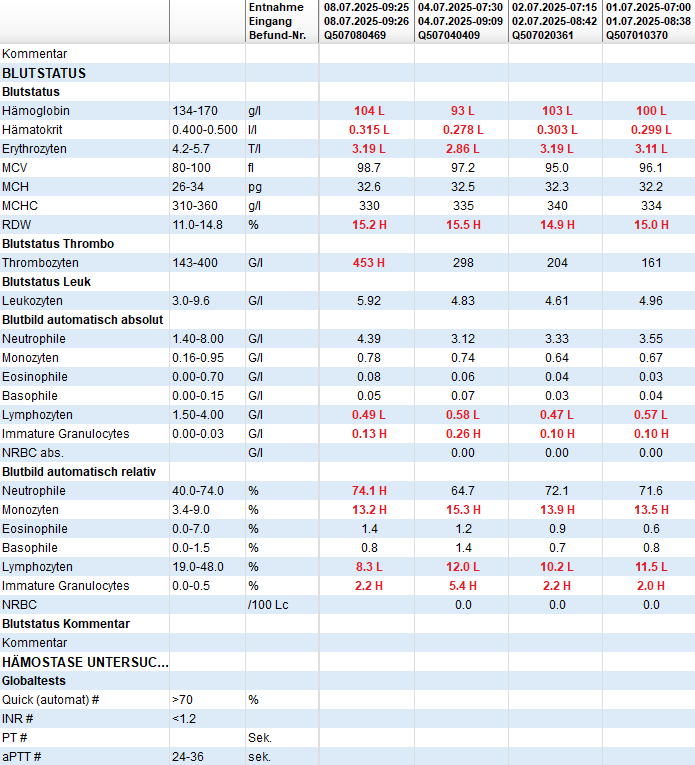 Entnahme 08.07.2025-09:25 04.07.2025-07:30 02.07.2025-07:15 01.07.2025-07:00
Eingang 08.07.2025-09:26 04.07.2025-09:09 02.07.2025-08:42 01.07.2025-08:38
Befund-Nr. Q507080469 Q507040409 Q507020361 Q507010370
Kommentar
BLUTSTATUS
Blutstatus
Hämoglobin 134-170 g/l 104 L 93 L 103 L 100 L
Hämatokrit 0.400-0.500 l/l 0.315 L 0.278 L 0.303 L 0.299 L
Erythrozyten 4.2-5.7 T/l 3.19 L 2.86 L 3.19 L 3.11 L
MCV 80-100 fl 98.7 97.2 95.0 96.1
MCH 26-34 pg 32.6 32.5 32.3 32.2
MCHC 310-360 g/l 330 335 340 334
RDW 11.0-14.8 % 15.2 H 15.5 H 14.9 H 15.0 H
Blutstatus Thrombo
Thrombozyten 143-400 G/l 453 H 298 204 161
Blutstatus Leuk
Leukozyten 3.0-9.6 G/l 5.92 4.83 4.61 4.96
Blutbild automatisch absolut
Neutrophile 1.40-8.00 G/l 4.39 3.12 3.33 3.55
Monozyten 0.16-0.95 G/l 0.78 0.74 0.64 0.67
Eosinophile 0.00-0.70 G/l 0.08 0.06 0.04 0.03
Basophile 0.00-0.15 G/l 0.05 0.07 0.03 0.04
Lymphozyten 1.50-4.00 G/l 0.49 L 0.58 L 0.47 L 0.57 L
Immature Granulocytes 0.00-0.03 G/l 0.13 H 0.26 H 0.10 H 0.10 H
NRBC abs. G/l 0.00 0.00 0.00
Blutbild automatisch relativ
Neutrophile 40.0-74.0 % 74.1 H 64.7 72.1 71.6
Monozyten 3.4-9.0 % 13.2 H 15.3 H 13.9 H 13.5 H
Eosinophile 0.0-7.0 % 1.4 1.2 0.9 0.6
Basophile 0.0-1.5 % 0.8 1.4 0.7 0.8
Lymphozyten 19.0-48.0 % 8.3 L 12.0 L 10.2 L 11.5 L
Immature Granulocytes 0.0-0.5 % 2.2 H 5.4 H 2.2 H 2.0 H
NRBC /100 Lc 0.0 0.0 0.0
Blutstatus Kommentar
Kommentar
HÄMOSTASE UNTERSUC...
Globaltests
Quick (automat) # >70 %
INR # <1.2
PT # Sek.
aPTT # 24-36 sek.